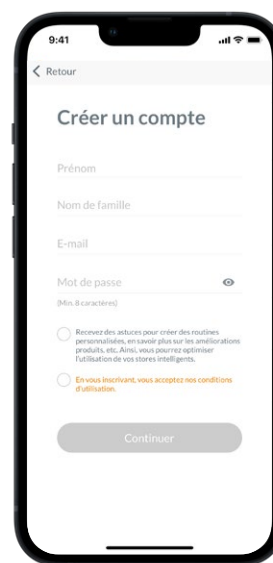 9:41
Retour
Créer un compte
Prénom
Nom de famille
E-mail
Mot de passe
(Min. 8 caractères)
Recevez des astuces pour créer des routines
personnalisées, en savoir plus sur les améliorations
produits, etc. Ainsi, vous pourrez optimiser
l'utilisation de vos stores intelligents.
En vous inscrivant, vous acceptez nos conditions
d'utilisation.
Continuer